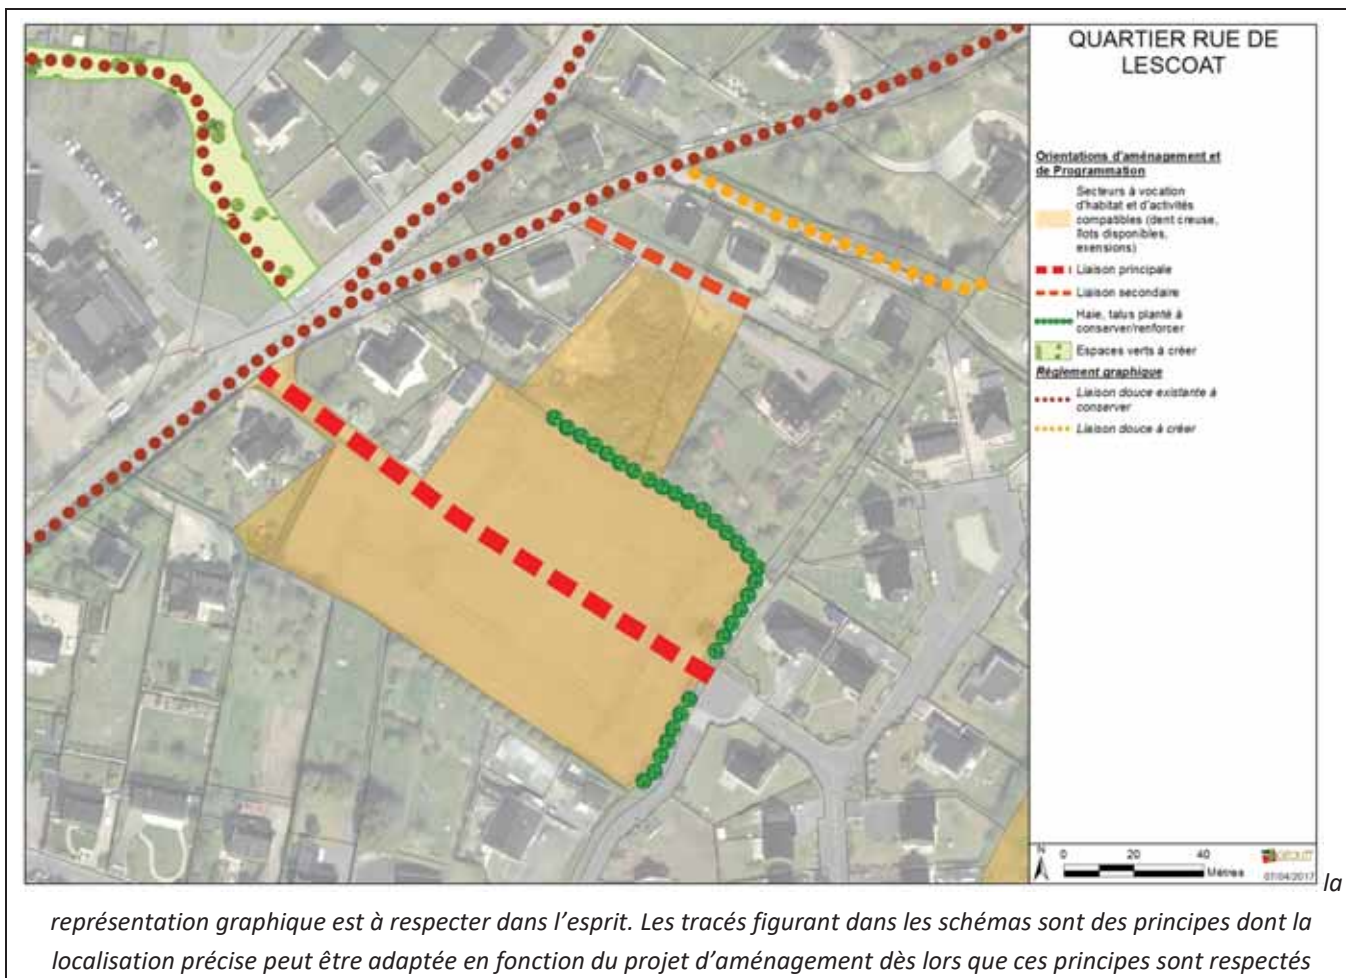 QUARTIER RUE DE
LESCOAT
Orientations d'aménagement et
de Programmation
Secteurs à vocation
d'habitat et d'activités
compatibles (dent creuse,
îlots disponibles,
exensions)
Liaison principale
Liaison secondaire
Haie, talus planté à
conserver/renforcer
Espaces verts à créer
Règlement graphique
Liaison douce existante à
conserver
Liaison douce à créer
N
0 20 40
Mètres
07/04/2017
la
représentation graphique est à respecter dans l'esprit. Les tracés figurant dans les schémas sont des principes dont la
localisation précise peut être adaptée en fonction du projet d'aménagement dès lors que ces principes sont respectés